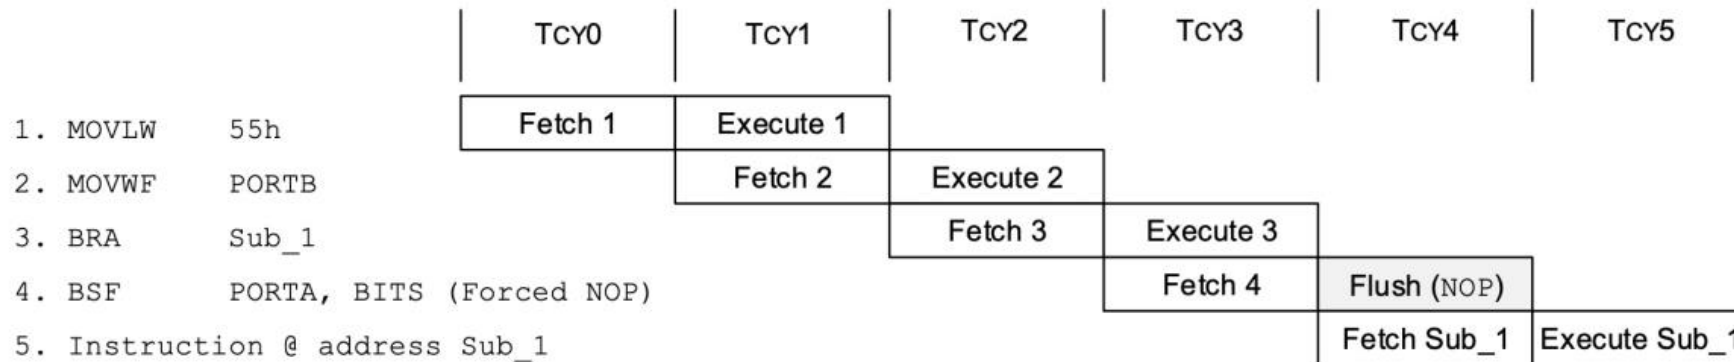 TCY0 TCY1 TCY2 TCY3 TCY4 TCY5
1. MOVLW 55h Fetch 1 Execute 1
2. MOVWF PORTB Fetch 2 Execute 2
3. BRA Sub_1 Fetch 3 Execute 3
4. BSF PORTA, BITS (Forced NOP) Fetch 4 Flush (NOP)
5. Instruction @ address Sub_1 Fetch Sub_1 Execute Sub_1